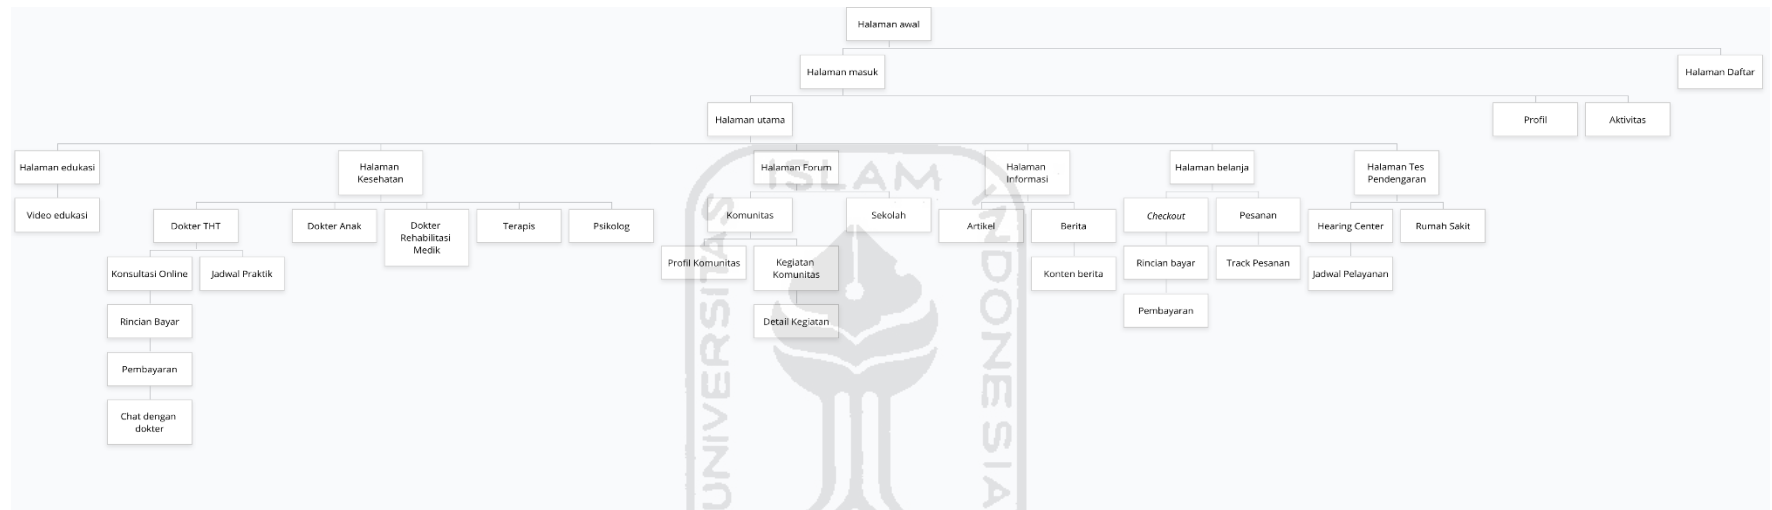 Halaman awal
Halaman masuk
Halaman Daftar
Halaman utama
Profil
Aktivitas
Halaman edukasi
Halaman
Kesehatan
Halaman Forum
Halaman
Informasi
Halaman belanja
Halaman Tes
Pendengaran
Video edukasi
Dokter THT
Dokter Anak
Dokter
Rehabilitasi
Medik
Terapis
Psikolog
Komunitas
Sekolah
Artikel
Berita
Checkout
Pesanan
Hearing Center
Rumah Sakit
Konsultasi Online
Jadwal Praktik
Profil Komunitas
Kegiatan
Komunitas
Konten berita
Rincian bayar
Track Pesanan
Jadwal Pelayanan
Rincian Bayar
Detail Kegiatan
Pembayaran
Pembayaran
Chat dengan
dokter
UNIVERSITAS
ISLAM
INDONESIA